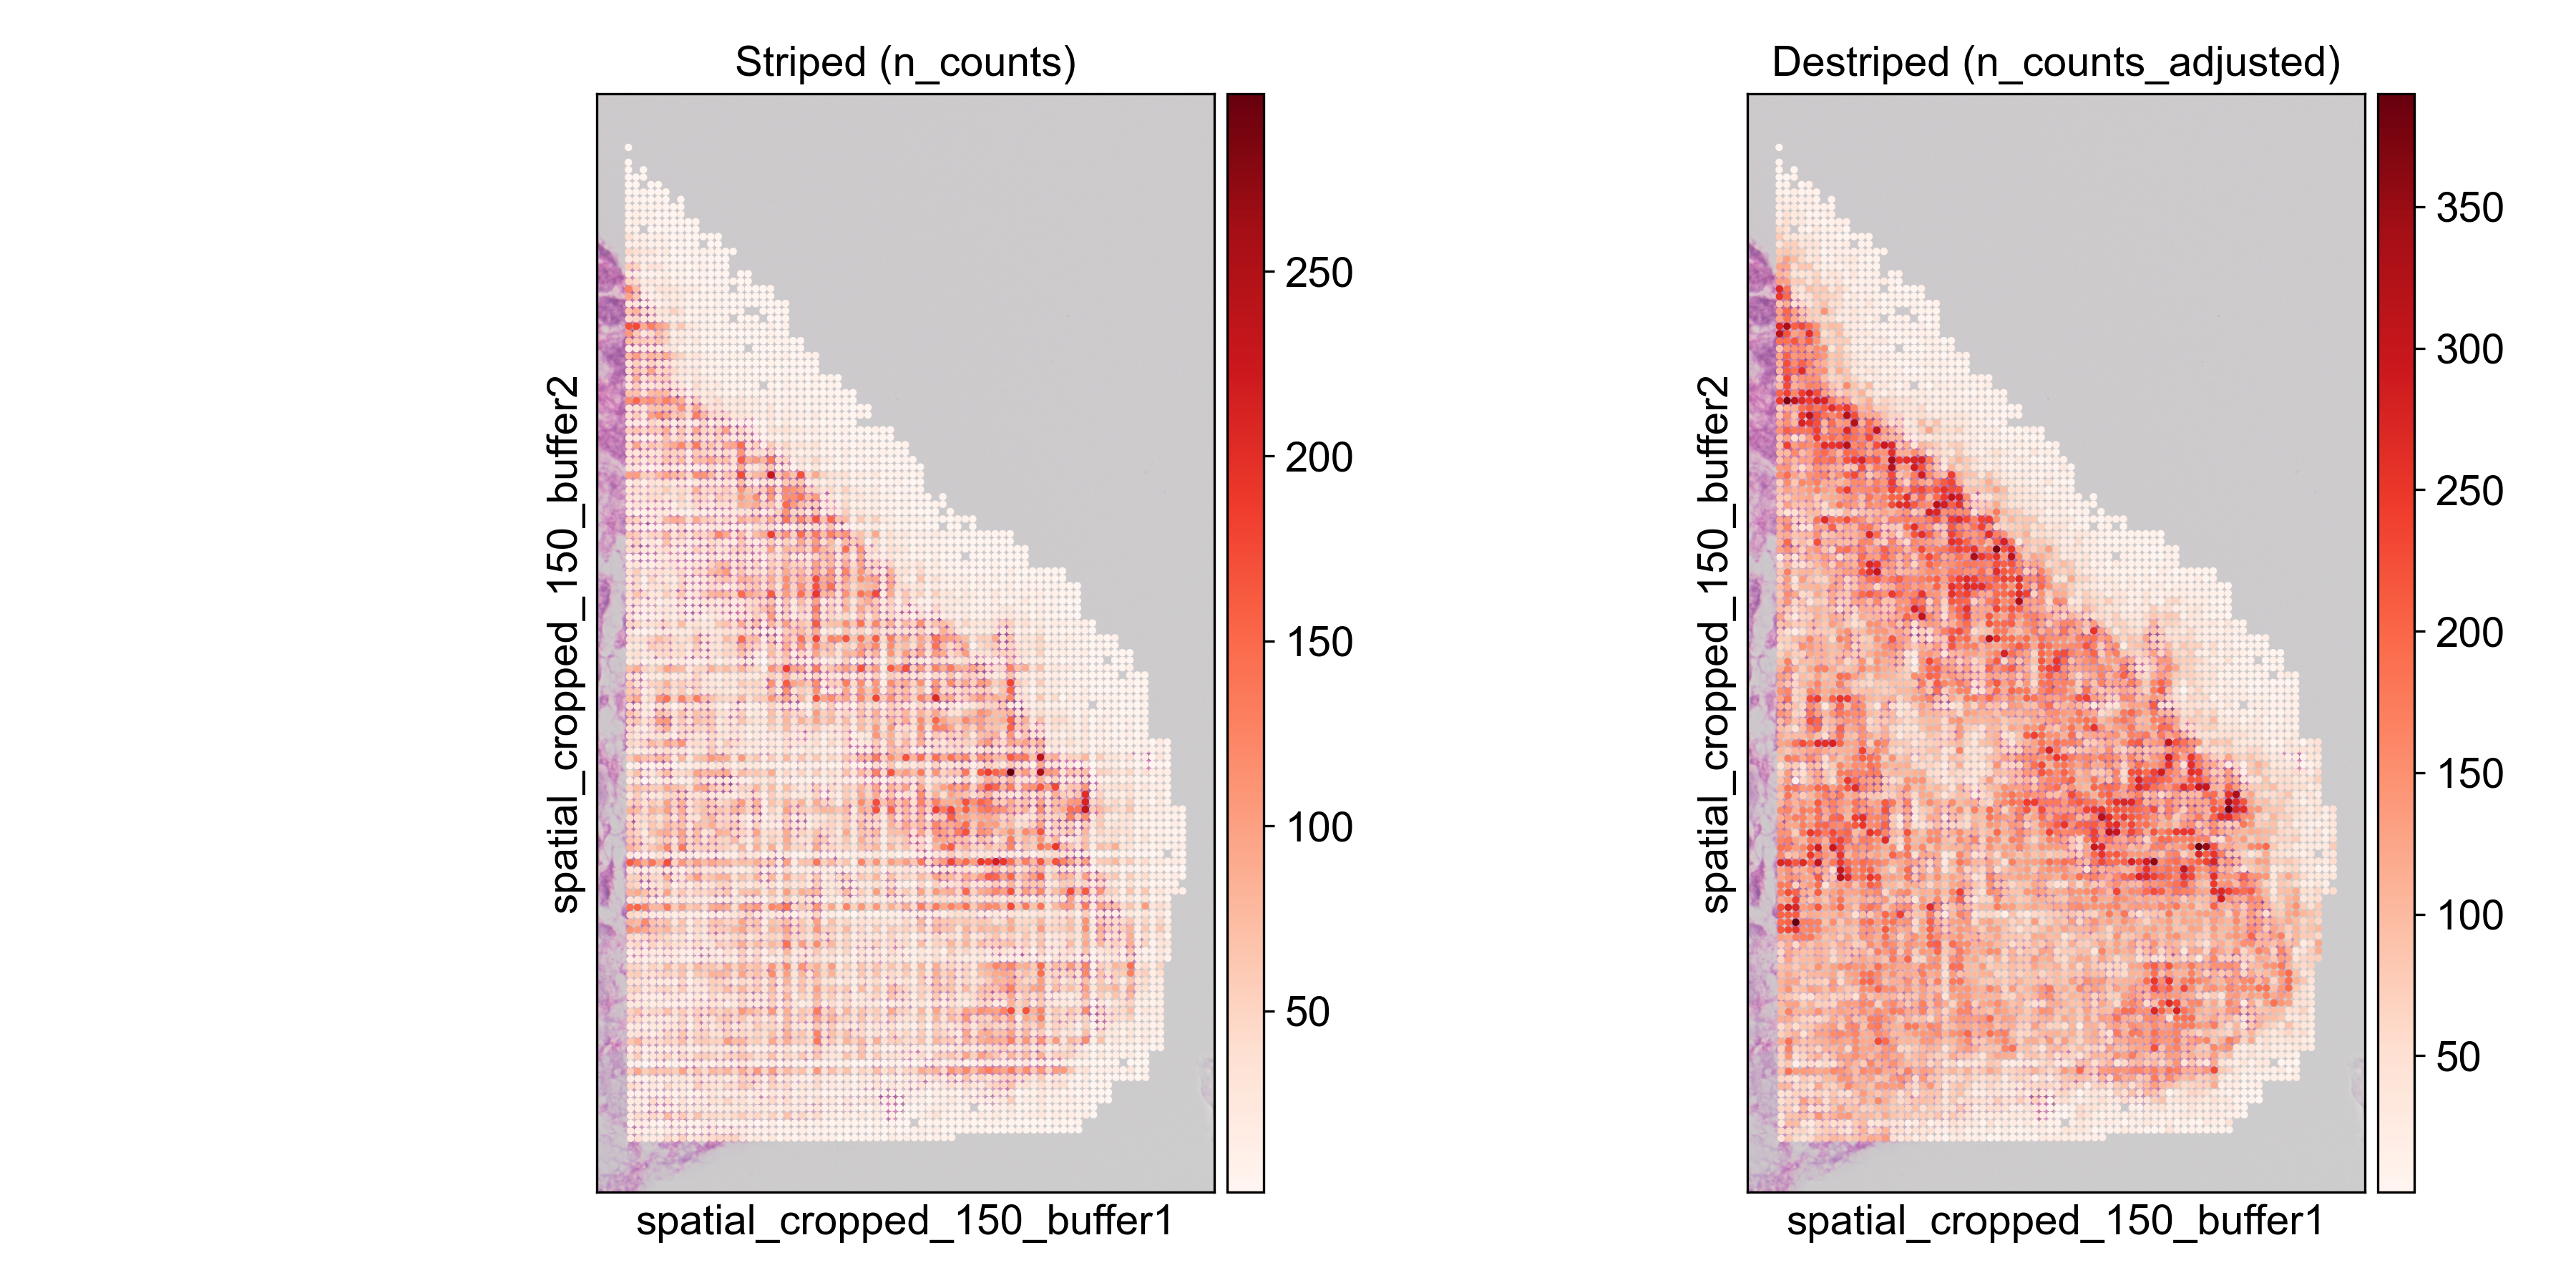 Striped (n_counts)
spatial_cropped_150_buffer2
250
200
150
100
50
spatial_cropped_150_buffer1
Destriped (n_counts_adjusted)
spatial_cropped_150_buffer2
350
300
250
200
150
100
50
spatial_cropped_150_buffer1